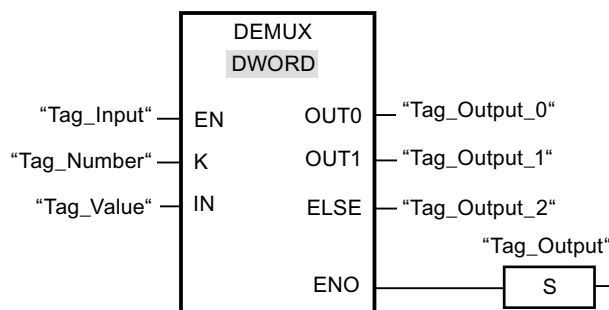 DEMUX
DWORD
“Tag_Input“ EN OUT0 “Tag_Output_0“
“Tag_Number“ K OUT1 “Tag_Output_1“
“Tag_Value“ IN ELSE “Tag_Output_2“
“Tag_Output“
ENO S